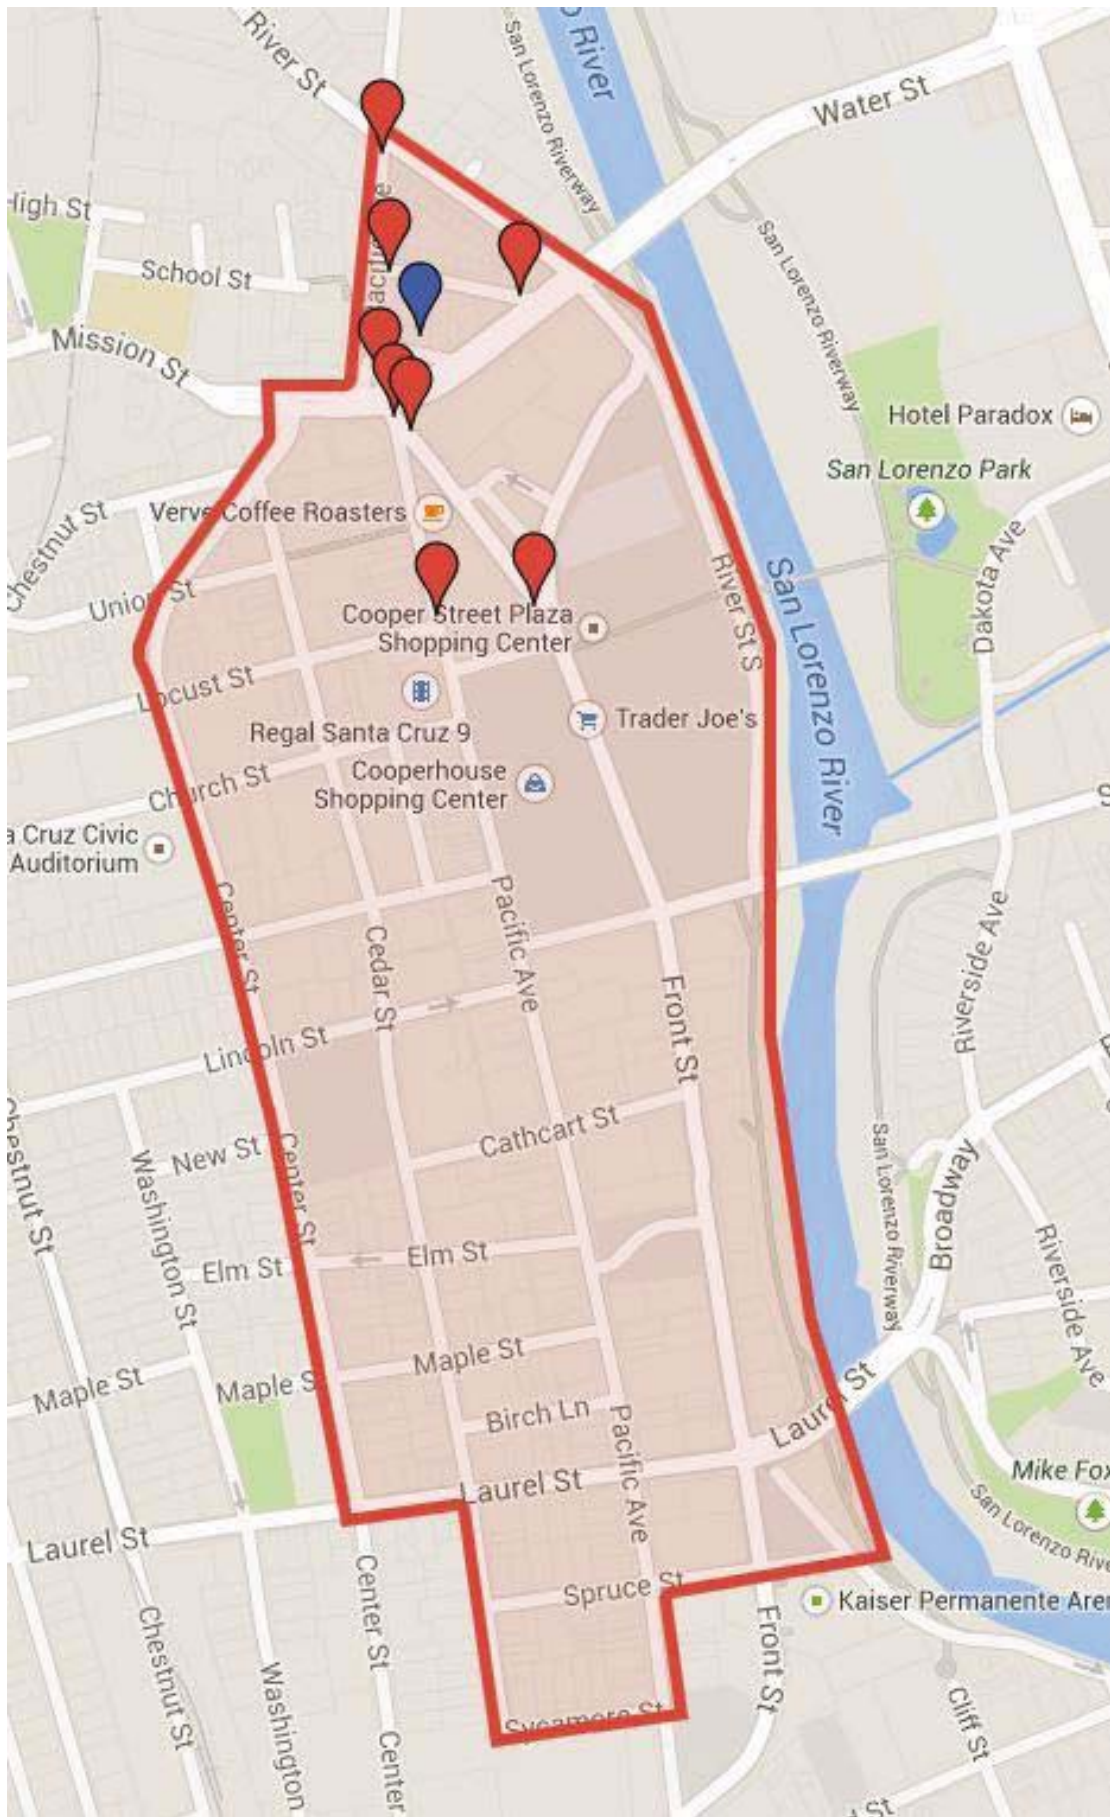 River St
San Lorenzo Riverway
O River
Water St
High St
School St
San Lorenzo Riverway
Mission St
Hotel Paradox
San Lorenzo Park
Chestnut St
Verve Coffee Roasters
Dakota Ave
Union St
River St S
San Lorenzo River
Cooper Street Plaza
Shopping Center
Locust St
Regal Santa Cruz 9
Trader Joe's
Church St
Cooperhouse
Shopping Center
a Cruz Civic
Auditorium
Center St
Pacific Ave
Cedar St
Riverside Ave
Front St
Lincoln St
Cathcart St
New St
Center St
Chestnut St
Washington St
San Lorenzo Riverway
Broadway
Riverside Ave
Elm St
Elm St
Maple St
Maple St
Maple S
Birch Ln
Pacific Ave
Laurel St
Laurel St
Laurel St
Mike Fox
San Lorenzo Rive
Spruce St
Kaiser Permanente Aren
Center St
Chestnut St
Washington
Front St
Sycamore St
Cliff St
Center
St